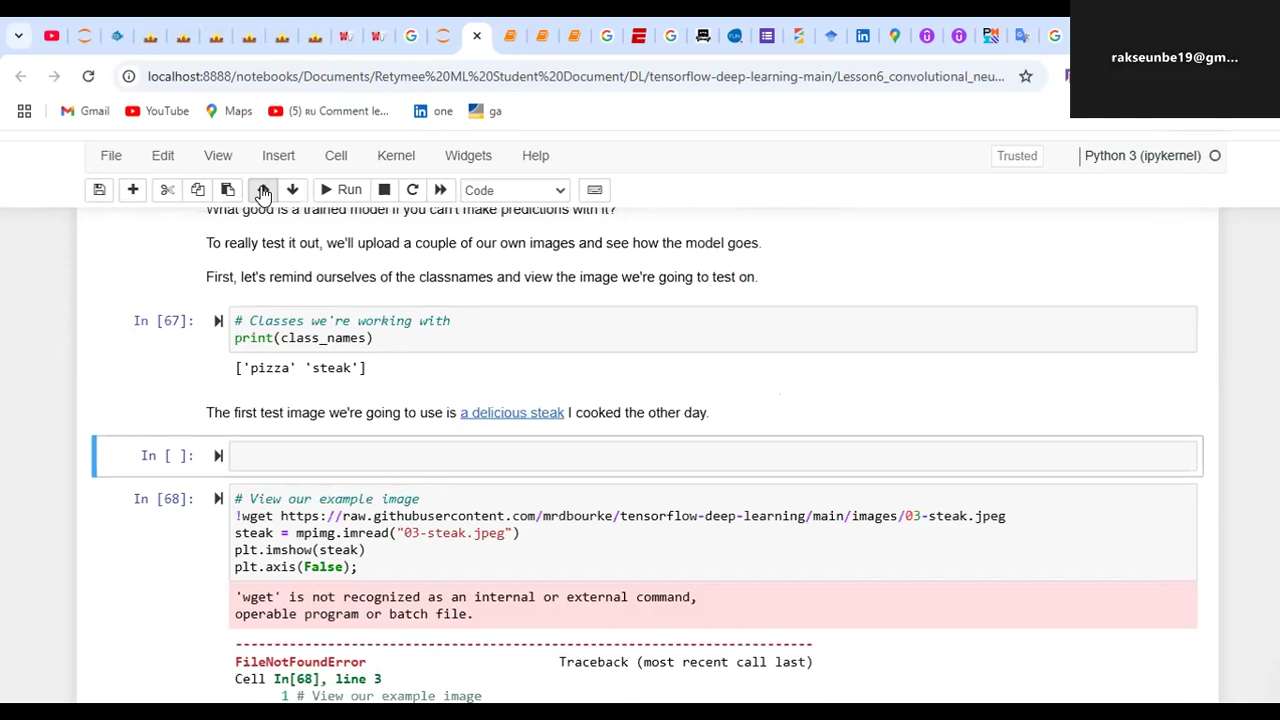 rakseunbe19@gm...
localhost:8888/notebooks/Documents/Retymee%20ML%20Student%20Document/DL/tensorflow-deep-learning-main/Lesson6_convolutional_neu...
Gmail YouTube Maps (5) ยน Comment le... one ga
File Edit View Insert Cell Kernel Widgets Help Trusted Python 3 (ipykernel)
Run Code
What good is a trained model if you can't make predictions with it?
To really test it out, we'll upload a couple of our own images and see how the model goes.
First, let's remind ourselves of the classnames and view the image we're going to test on.
In [67]: # Classes we're working with
print(class_names)
['pizza' 'steak']
The first test image we're going to use is a delicious steak I cooked the other day.
In [ ]:
In [68]: # View our example image
!wget https://raw.githubusercontent.com/mrdbourke/tensorflow-deep-learning/main/images/03-steak.jpeg
steak = mpimg.imread("03-steak.jpeg")
plt.imshow(steak)
plt.axis(False);
'wget' is not recognized as an internal or external command,
operable program or batch file.
---------------------------------------------------------------------------
FileNotFoundError Traceback (most recent call last)
Cell In[68], line 3
1 # View our example image